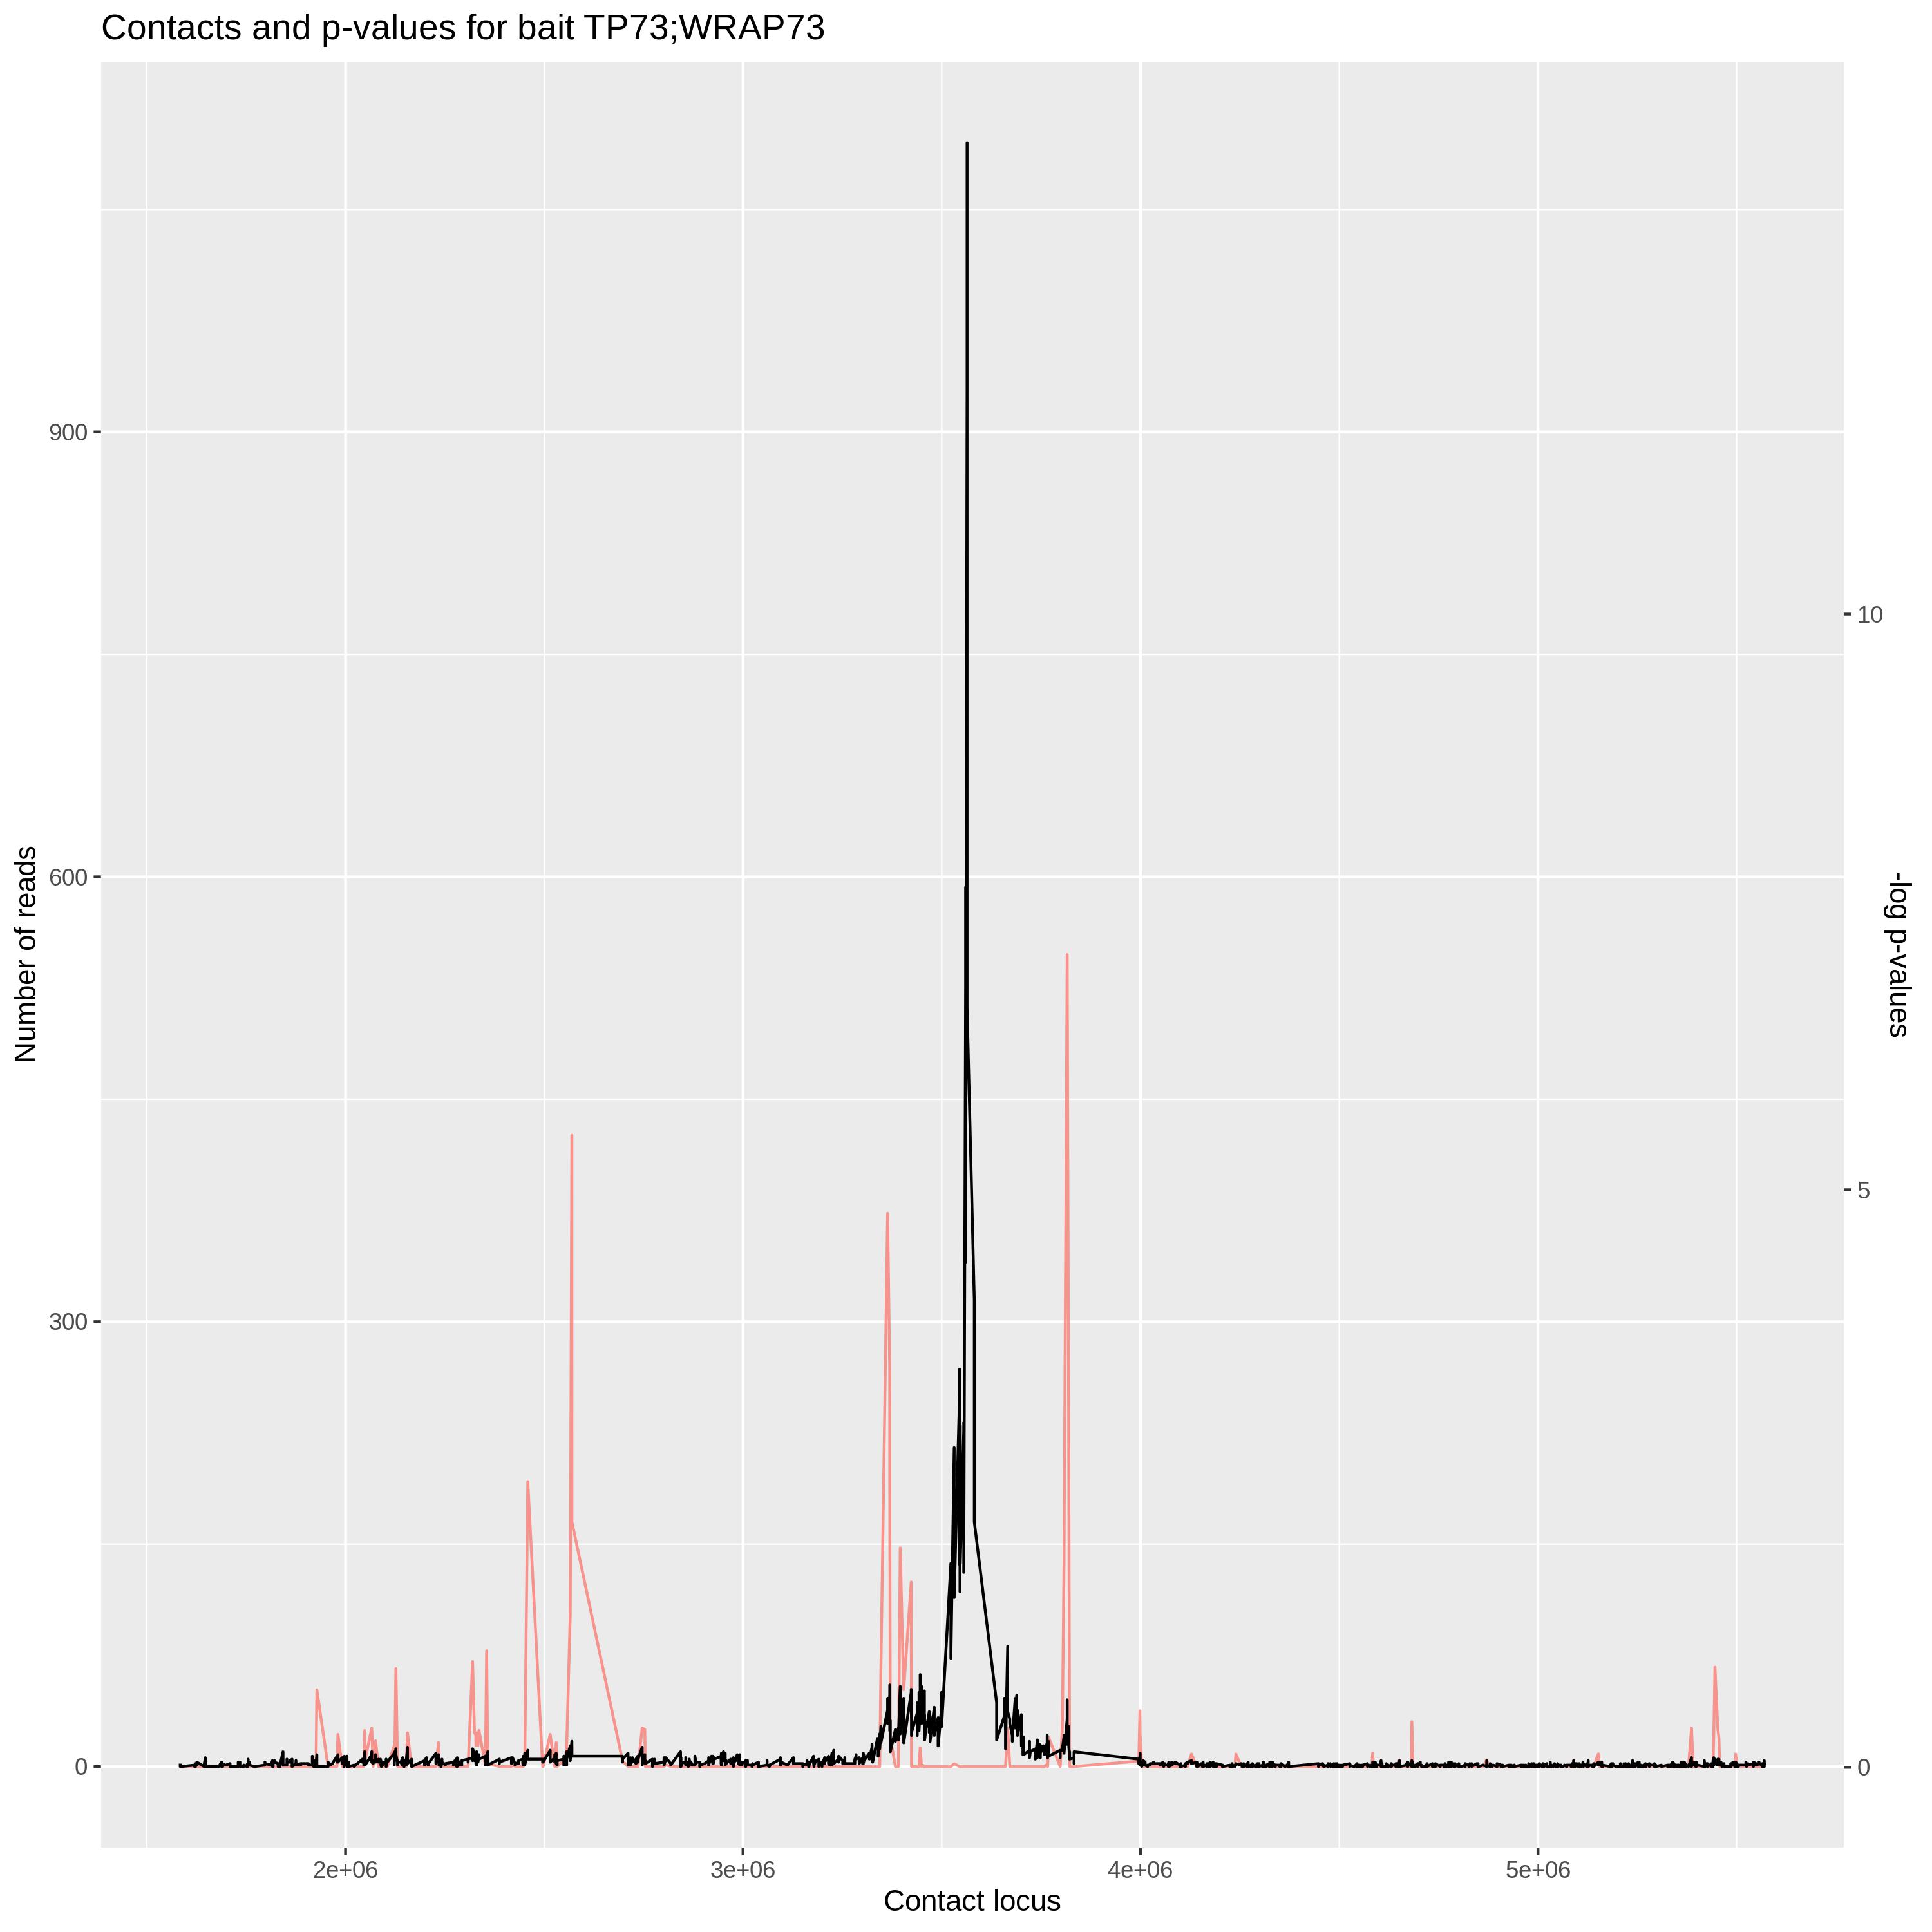 Contacts and p-values for bait TP73;WRAP73
900
600
300
0
Number of reads
10
5
0
-log p-values
2e+06
3e+06
4e+06
5e+06
Contact locus